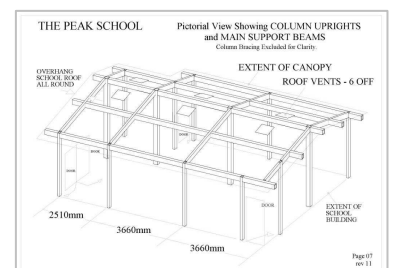 THE PEAK SCHOOL
Pictorial View Showing COLUMN UPRIGHTS
and MAIN SUPPORT BEAMS
Column Bracing Excluded for Clarity.
EXTENT OF CANOPY
OVERHANG
SCHOOL ROOF
ALL ROUND
ROOF VENTS - 6 OFF
DOOR
DOOR
DOOR
DOOR
EXTENT OF
SCHOOL
BUILDING
2510mm
3660mm
3660mm
Page 07
rev 11